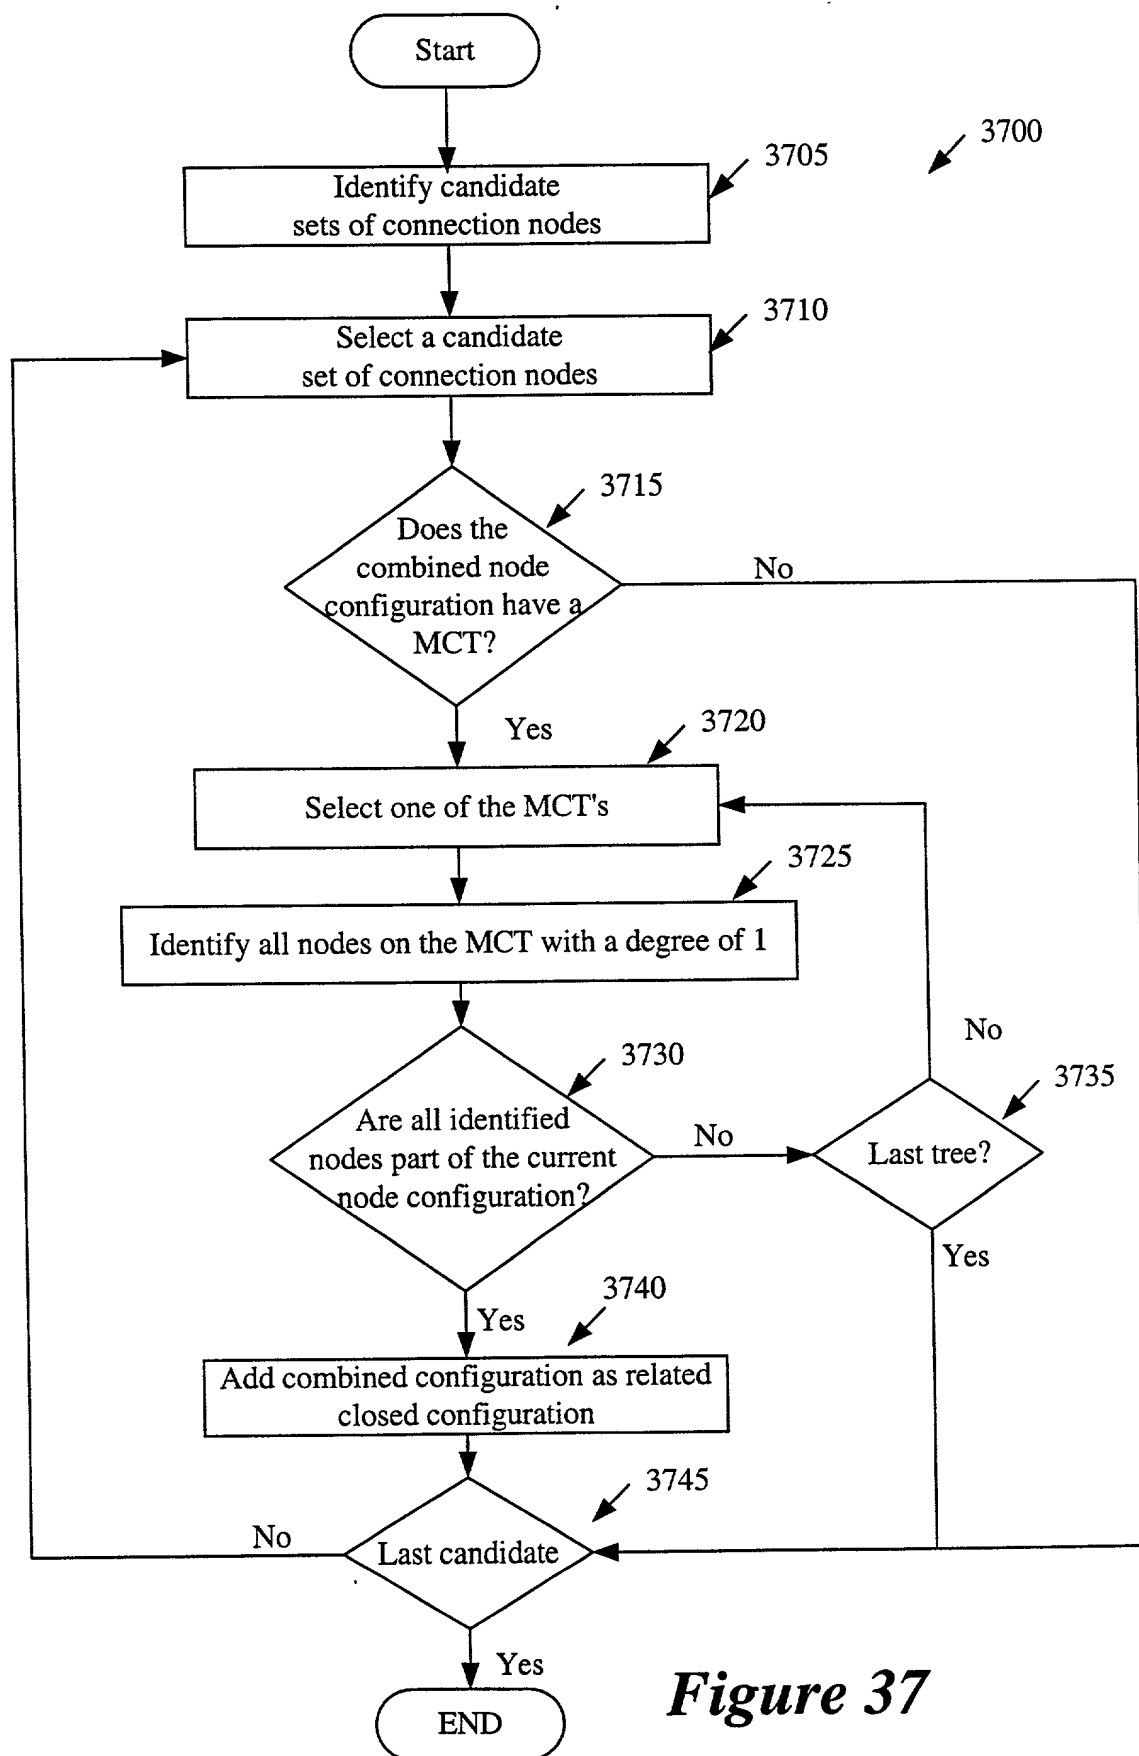 Start
3700
3705
Identify candidate
sets of connection nodes
3710
Select a candidate
set of connection nodes
3715
Does the
combined node
configuration have a
MCT?
No
Yes
3720
Select one of the MCT's
3725
Identify all nodes on the MCT with a degree of 1
No
3730
3735
Are all identified
nodes part of the current
node configuration?
No
Last tree?
Yes
3740
Yes
Add combined configuration as related
closed configuration
3745
No
Last candidate
Yes
END
Figure 37